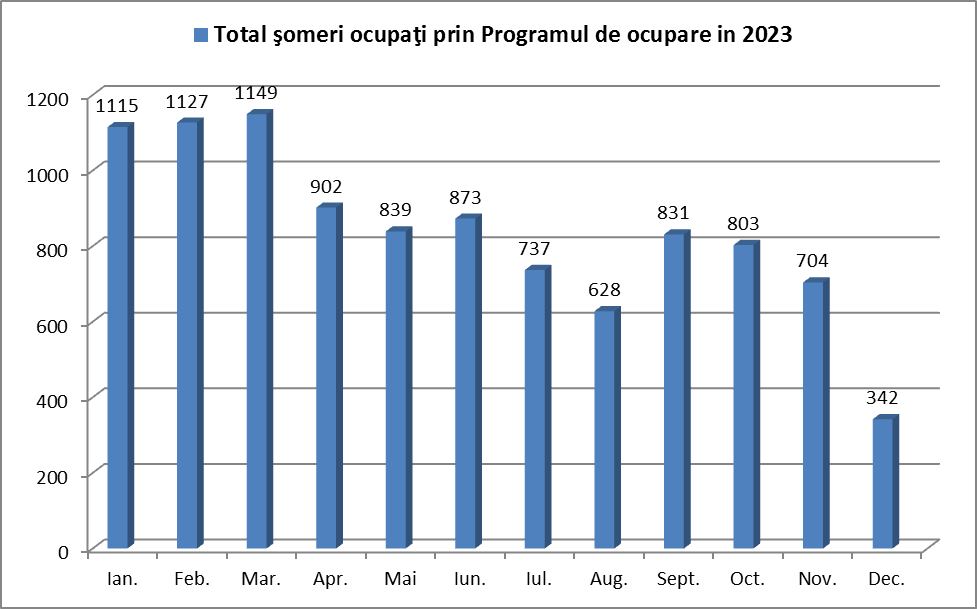 Total şomeri ocupaţi prin Programul de ocupare in 2023
1200
1000
800
600
400
200
0
1115
1127
1149
902
839
873
737
628
831
803
704
342
Ian.
Feb.
Mar.
Apr.
Mai
Iun.
Iul.
Aug.
Sept.
Oct.
Nov.
Dec.